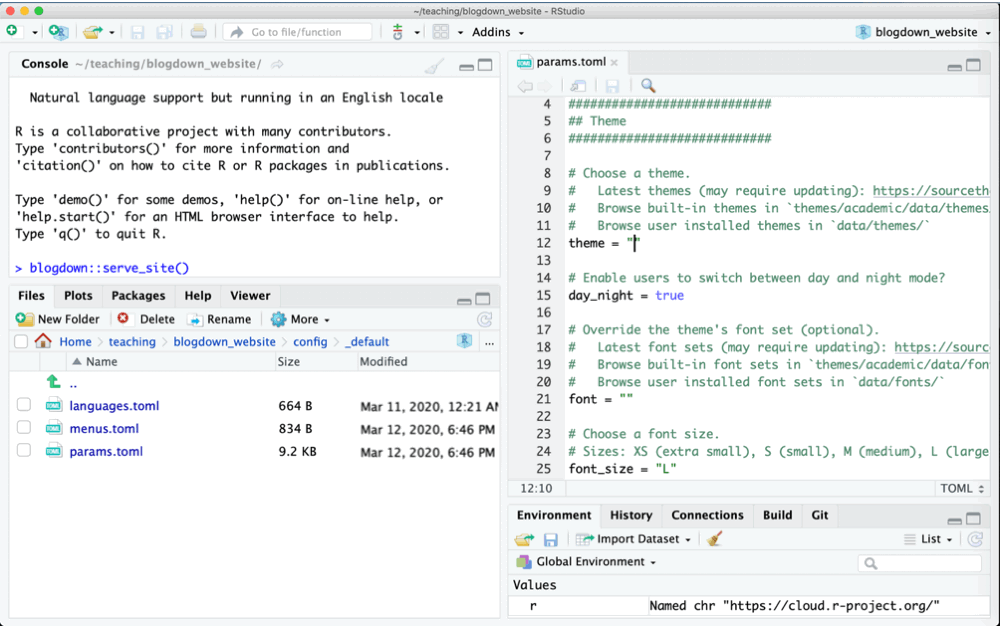 ~/teaching/blogdown_website - RStudio
Go to file/function
Addins
blogdown_website
Console ~/teaching/blogdown_website/
Natural language support but running in an English locale
R is a collaborative project with many contributors.
Type 'contributors()' for more information and
'citation()' on how to cite R or R packages in publications.
Type 'demo()' for some demos, 'help()' for on-line help, or
'help.start()' for an HTML browser interface to help.
Type 'q()' to quit R.
> blogdown::serve_site()
Files Plots Packages Help Viewer
New Folder Delete Rename More
Home teaching blogdown_website config _default ...
Name Size Modified
..
languages.toml 664 B Mar 11, 2020, 12:21 AM
menus.toml 834 B Mar 12, 2020, 6:46 PM
params.toml 9.2 KB Mar 12, 2020, 6:46 PM
params.toml
4 ############################
5 ## Theme
6 ############################
7
8 # Choose a theme.
9 #   Latest themes (may require updating): https://sourceth
10 #   Browse built-in themes in `themes/academic/data/themes
11 #   Browse user installed themes in `data/themes/`
12 theme = ""
13
14 # Enable users to switch between day and night mode?
15 day_night = true
16
17 # Override the theme's font set (optional).
18 #   Latest font sets (may require updating): https://sourc
19 #   Browse built-in font sets in `themes/academic/data/fon
20 #   Browse user installed font sets in `data/fonts/`
21 font = ""
22
23 # Choose a font size.
24 # Sizes: XS (extra small), S (small), M (medium), L (large
25 font_size = "L"
12:10 TOML
Environment History Connections Build Git
Import Dataset List
Global Environment
Values
r Named chr "https://cloud.r-project.org/"